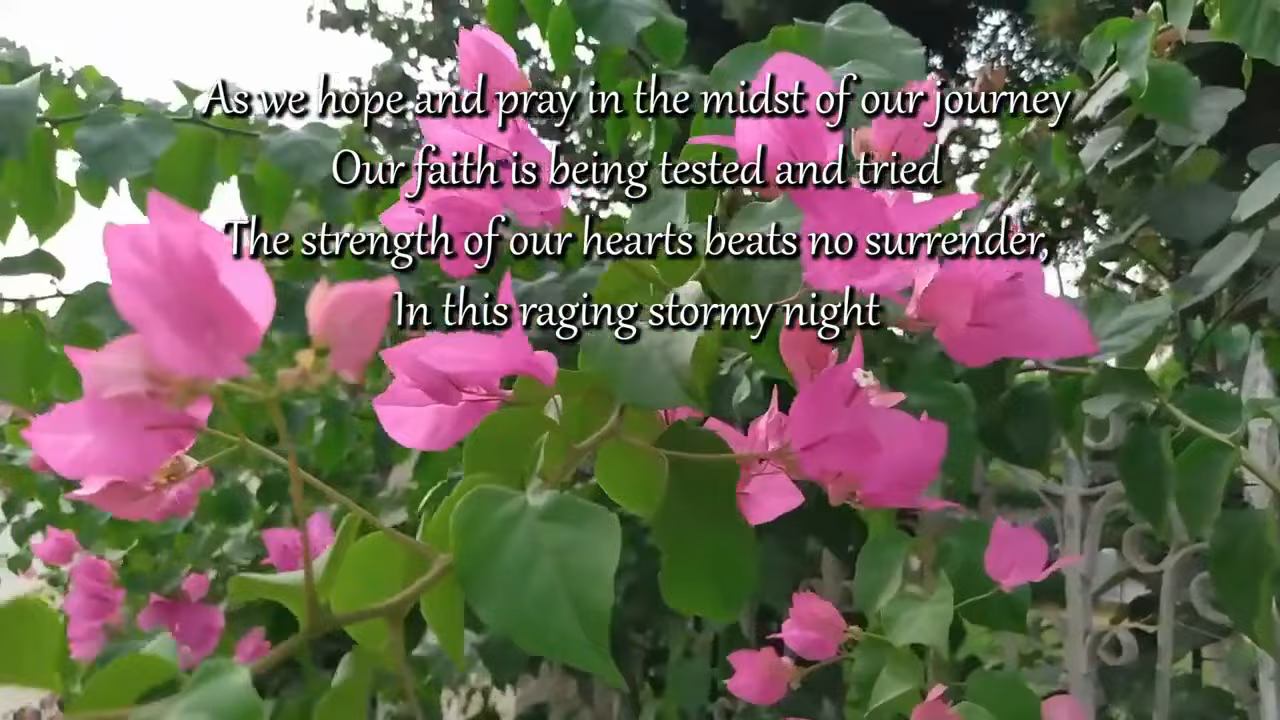 As we hope and pray in the midst of our journey
Our faith is being tested and tried
The strength of our hearts beats no surrender,
In this raging stormy night